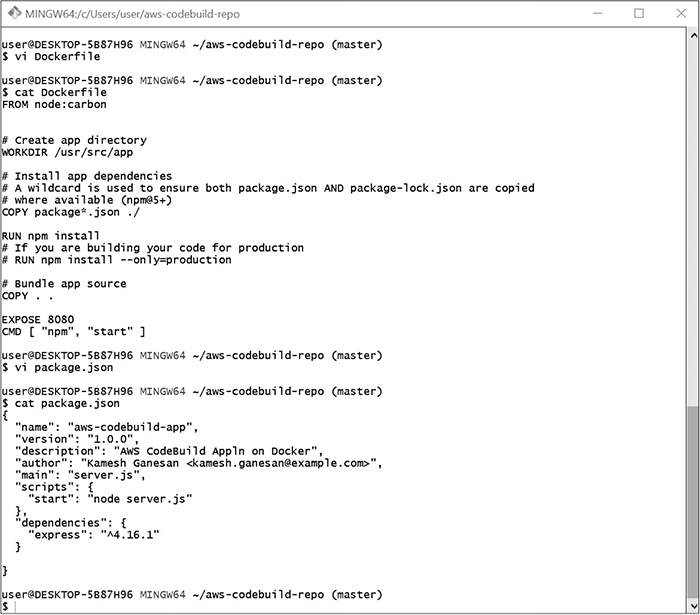 MINGW64:/c/Users/user/aws-codebuild-repo
user@DESKTOP-5B87H96 MINGW64 ~/aws-codebuild-repo (master)
$ vi Dockerfile
user@DESKTOP-5B87H96 MINGW64 ~/aws-codebuild-repo (master)
$ cat Dockerfile
FROM node:carbon
# Create app directory
WORKDIR /usr/src/app
# Install app dependencies
# A wildcard is used to ensure both package.json AND package-lock.json are copied
# where available (npm@5+)
COPY package*.json ./
RUN npm install
# If you are building your code for production
# RUN npm install --only=production
# Bundle app source
COPY . .
EXPOSE 8080
CMD [ "npm", "start" ]
user@DESKTOP-5B87H96 MINGW64 ~/aws-codebuild-repo (master)
$ vi package.json
user@DESKTOP-5B87H96 MINGW64 ~/aws-codebuild-repo (master)
$ cat package.json
{
  "name": "aws-codebuild-app",
  "version": "1.0.0",
  "description": "AWS CodeBuild Appln on Docker",
  "author": "Kamesh Ganesan <kamesh.ganesan@example.com>",
  "main": "server.js",
  "scripts": {
    "start": "node server.js"
  },
  "dependencies": {
    "express": "^4.16.1"
  }
}
user@DESKTOP-5B87H96 MINGW64 ~/aws-codebuild-repo (master)
$